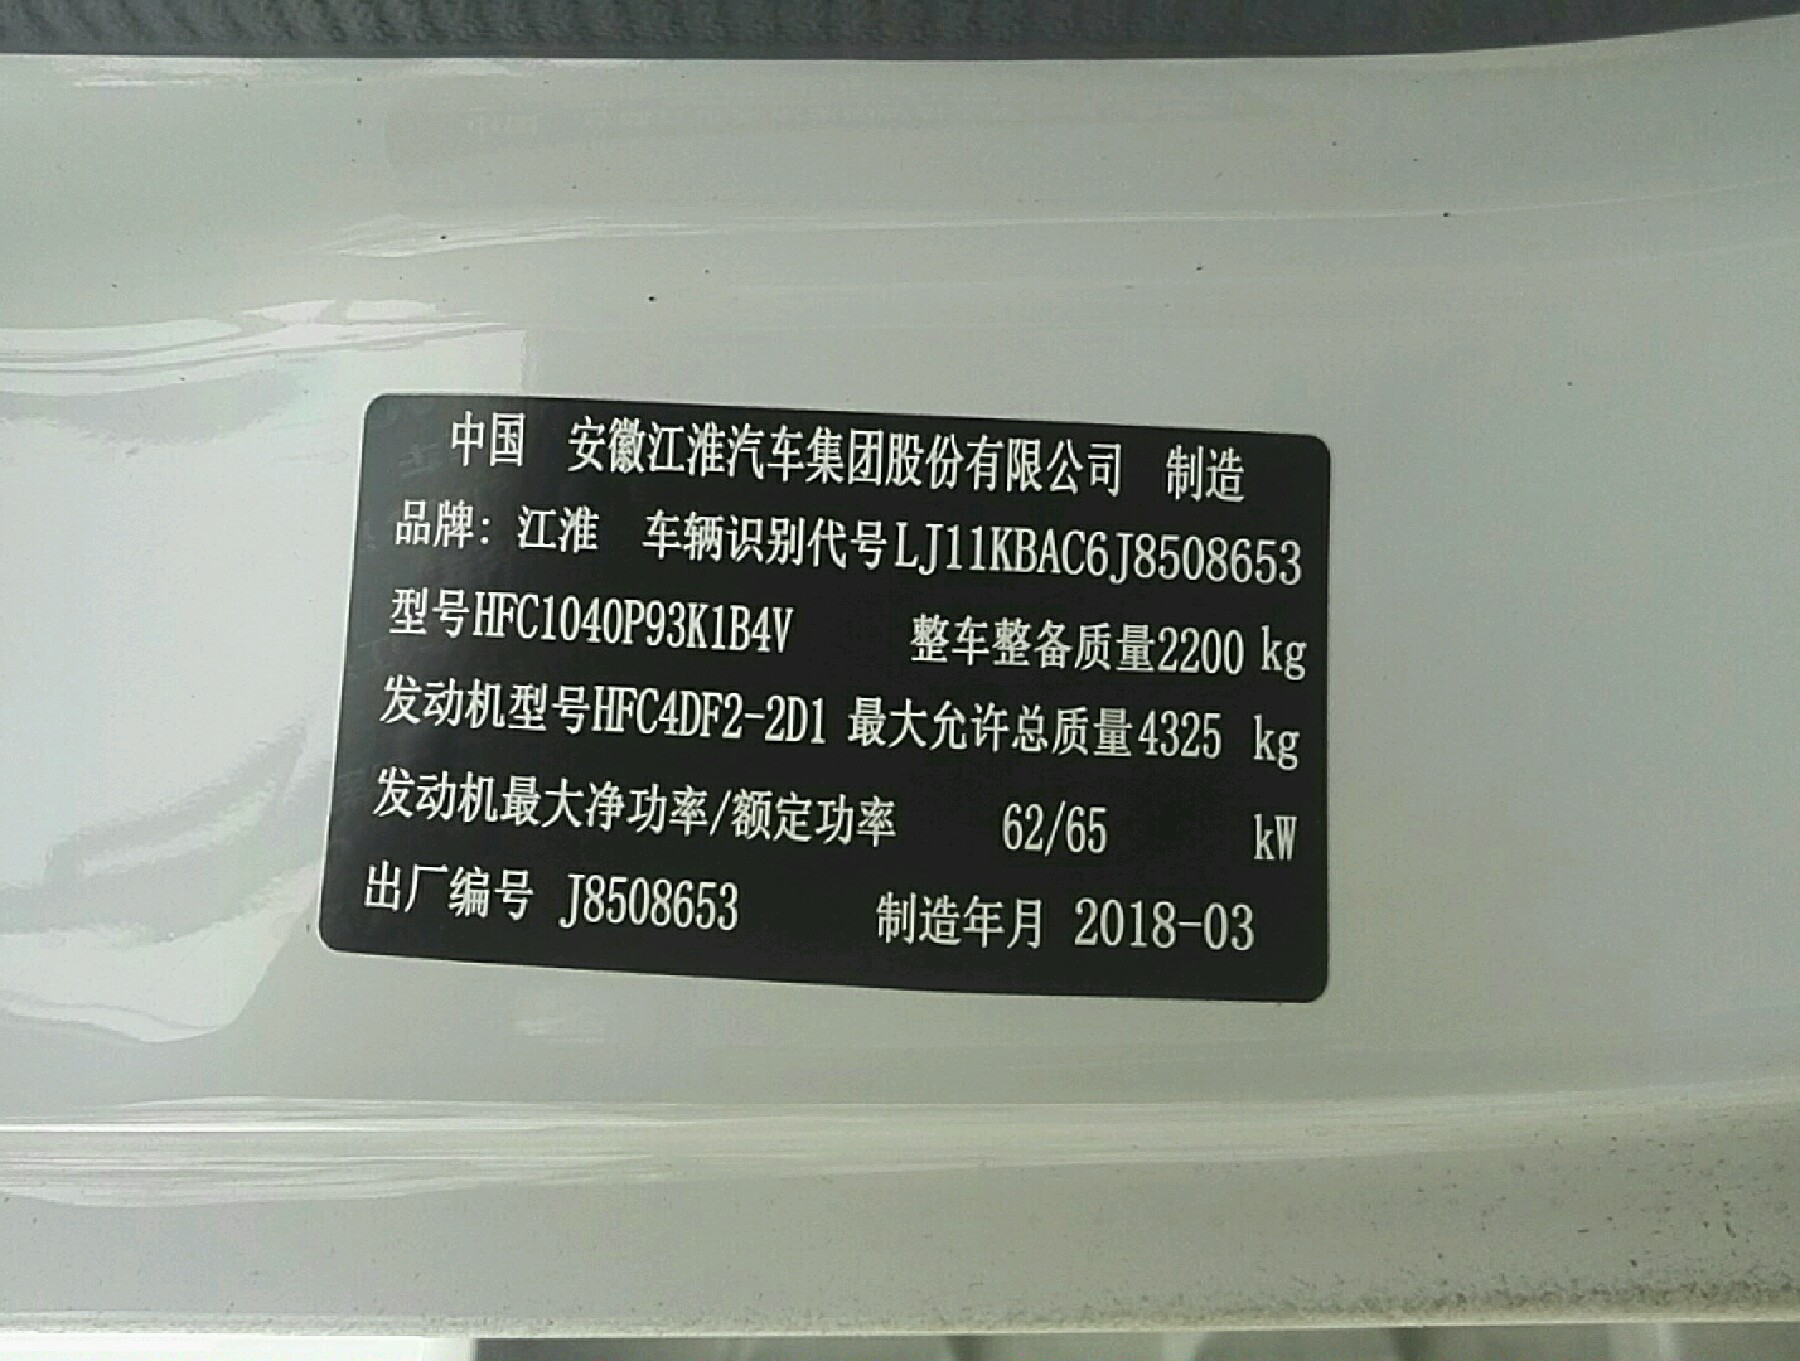 中国 安徽江淮汽车集团股份有限公司 制造
品牌：江淮 车辆识别代号LJ11KBAC6J8508653
型号HFC1040P93K1B4V 整车整备质量2200 kg
发动机型号HFC4DF2-2D1 最大允许总质量4325 kg
发动机最大净功率/额定功率 62/65 kW
出厂编号 J8508653 制造年月 2018-03